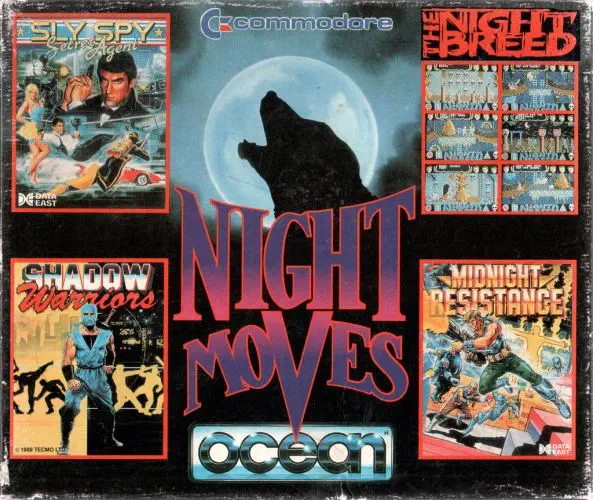 commodore
SLY SPY
Secret Agent
DATA
EAST
THE
NIGHT
BREED
NIGHT
MOVES
SHADOW
Warriors
© 1989 TECMO LTD.
MIDNIGHT
RESISTANCE
DATA
EAST
ocean